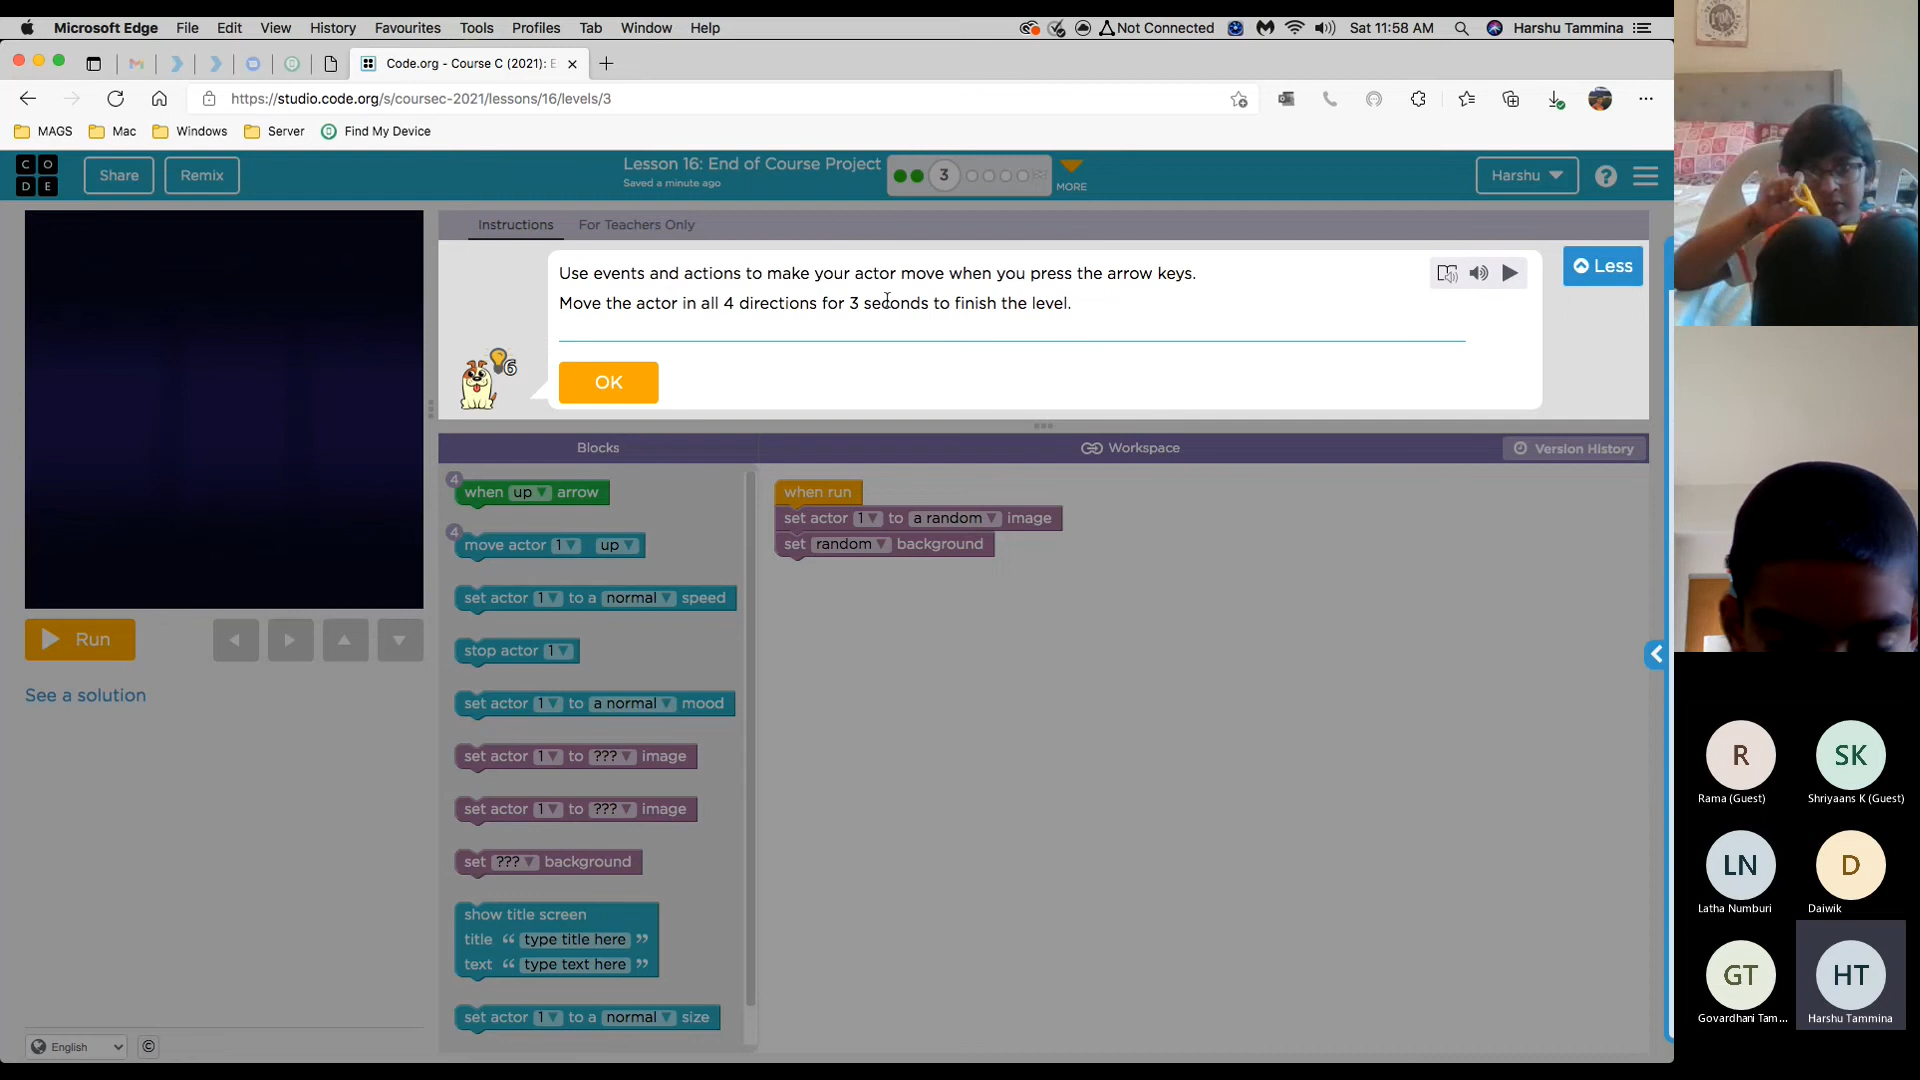 Microsoft Edge File Edit View History Favourites Tools Profiles Tab Window Help Not Connected Sat 11:58 AM Harshu Tammina
Code.org - Course C (2021): E
https://studio.code.org/s/coursec-2021/lessons/16/levels/3
MAGS Mac Windows Server Find My Device
C O D E
Share Remix
Lesson 16: End of Course Project
Saved a minute ago
3
MORE
Harshu
Instructions For Teachers Only
Use events and actions to make your actor move when you press the arrow keys.
Move the actor in all 4 directions for 3 seconds to finish the level.
Less
6
OK
Blocks Workspace Version History
4
when up arrow
4
move actor 1 up
set actor 1 to a normal speed
stop actor 1
set actor 1 to a normal mood
set actor 1 to ??? image
set actor 1 to ??? image
set ??? background
show title screen
title “ type title here ”
text “ type text here ”
set actor 1 to a normal size
when run
set actor 1 to a random image
set random background
Run
See a solution
English ©
R SK
Rama (Guest) Shriyaans K (Guest)
LN D
Latha Numburi Daiwik
GT HT
Govardhani Tam... Harshu Tammina